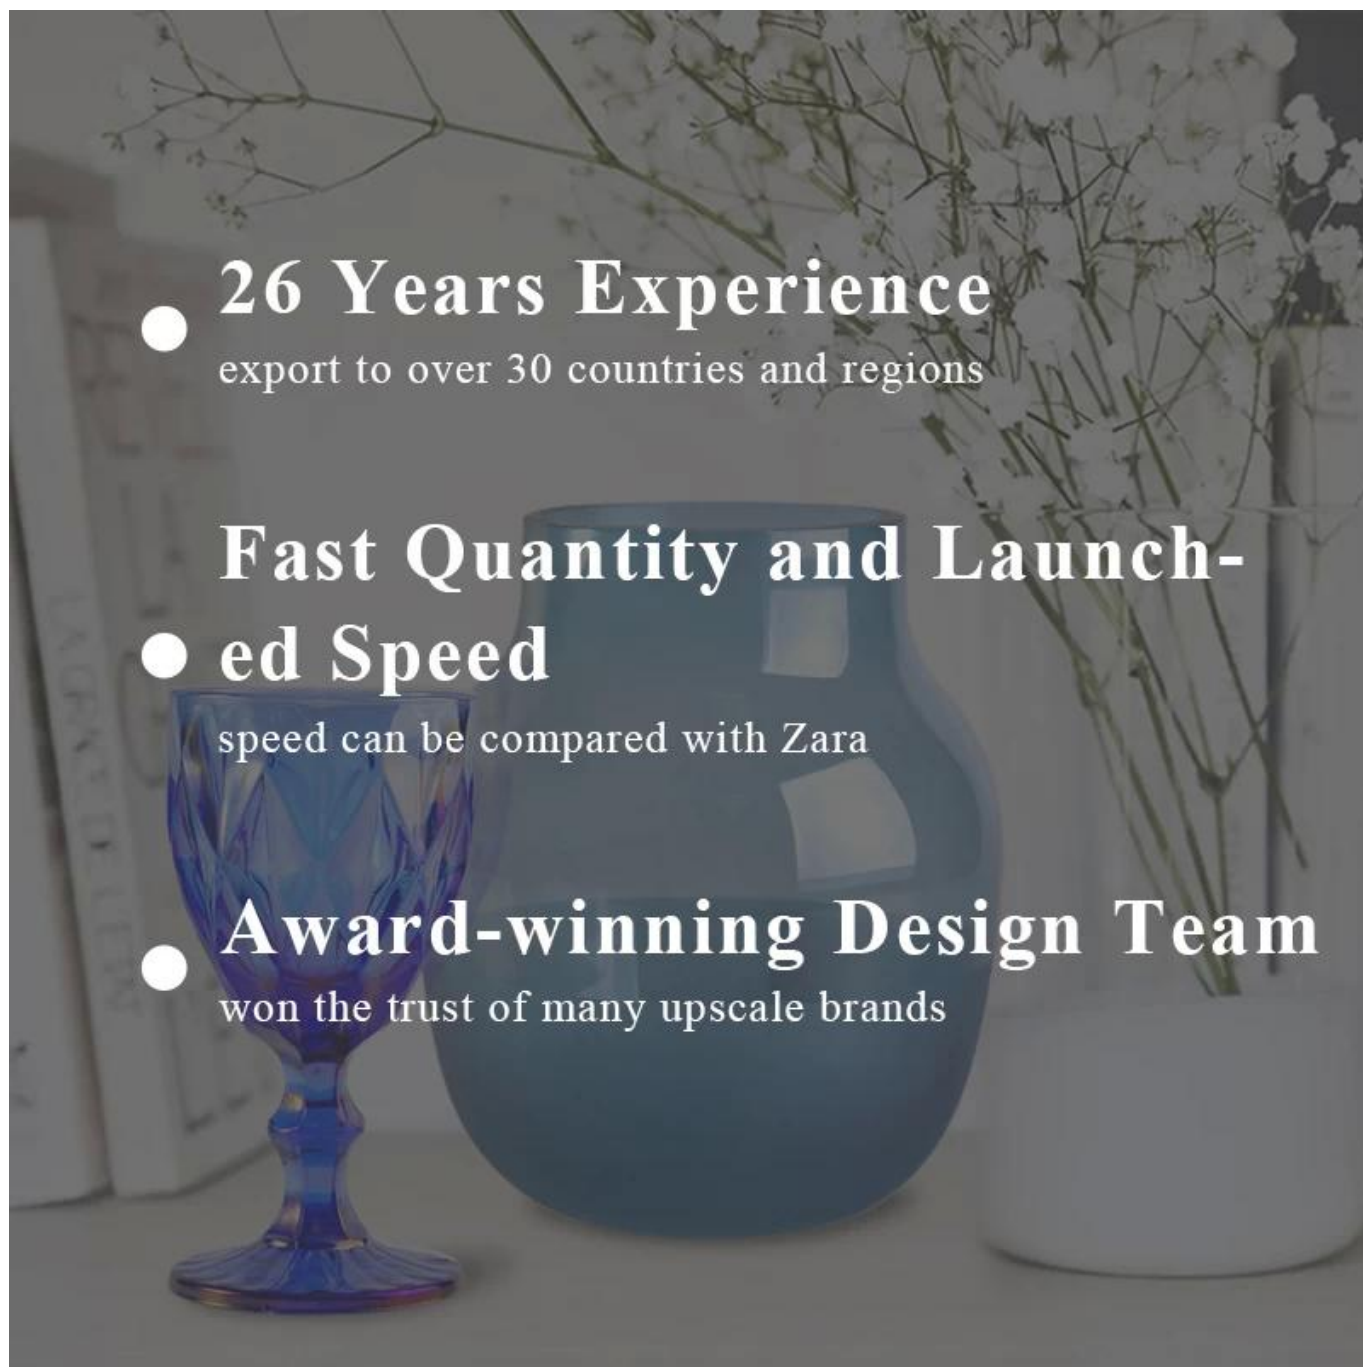 26 Years Experience
export to over 30 countries and regions
Fast Quantity and Launch-
ed Speed
speed can be compared with Zara
Award-winning Design Team
won the trust of many upscale brands